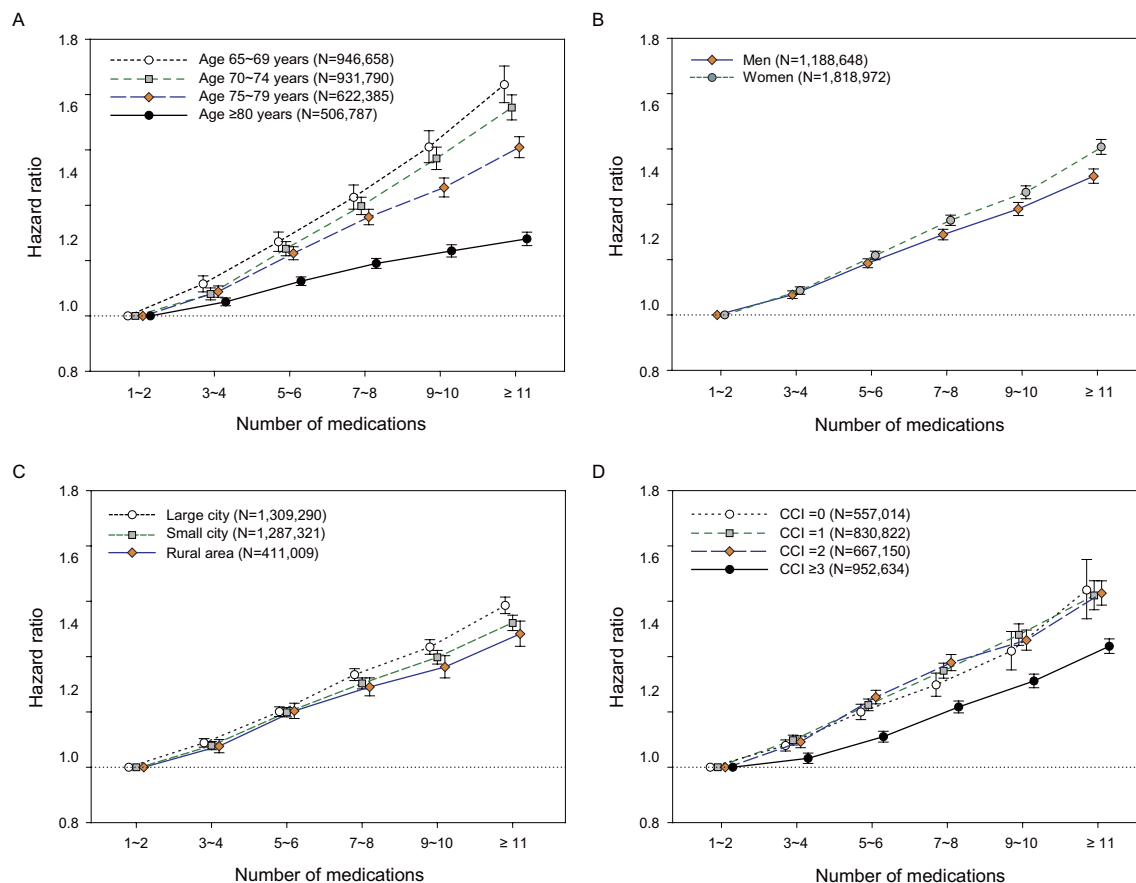 A
1.8
1.6
1.4
1.2
1.0
0.8
Hazard ratio
Age 65~69 years (N=946,658)
Age 70~74 years (N=931,790)
Age 75~79 years (N=622,385)
Age ≥80 years (N=506,787)
1~2
3~4
5~6
7~8
9~10
≥ 11
Number of medications
B
1.8
1.6
1.4
1.2
1.0
0.8
Hazard ratio
Men (N=1,188,648)
Women (N=1,818,972)
1~2
3~4
5~6
7~8
9~10
≥ 11
Number of medications
C
1.8
1.6
1.4
1.2
1.0
0.8
Hazard ratio
Large city (N=1,309,290)
Small city (N=1,287,321)
Rural area (N=411,009)
1~2
3~4
5~6
7~8
9~10
≥ 11
Number of medications
D
1.8
1.6
1.4
1.2
1.0
0.8
Hazard ratio
CCI =0 (N=557,014)
CCI =1 (N=830,822)
CCI =2 (N=667,150)
CCI ≥3 (N=952,634)
1~2
3~4
5~6
7~8
9~10
≥ 11
Number of medications